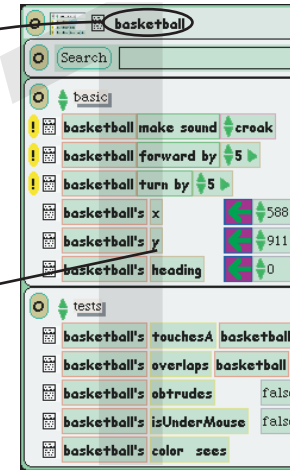 basketball
Search
basic
! basketball make sound croak
! basketball forward by 5
! basketball turn by 5
basketball's x 588
basketball's y 911
basketball's heading 0
tests
basketball's touchesA basketball
basketball's overlaps basketball
basketball's obtrudes false
basketball's isUnderMouse false
basketball's color sees